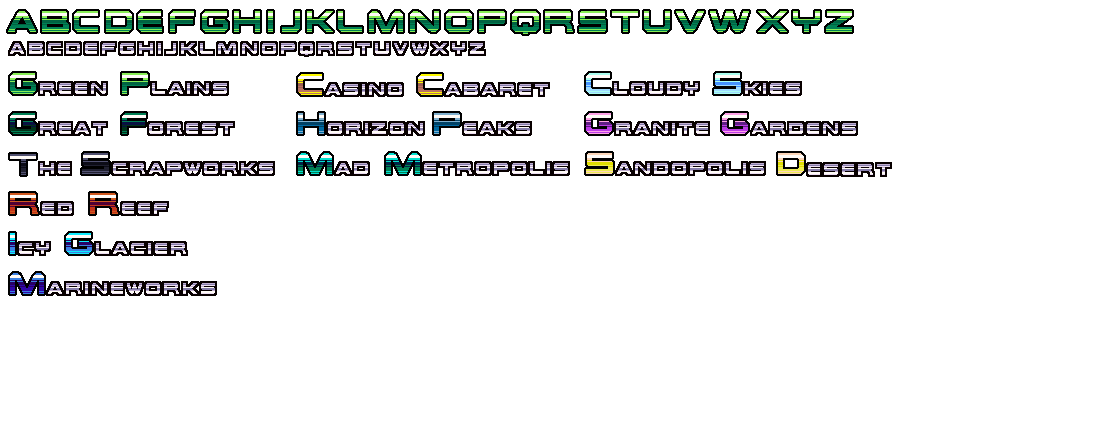 ABCDEFGHIJKLMNOPQRSTUVWXYZ
ABCDEFGHIJKLMNOPQRSTUVWXYZ
Green Plains Casino Cabaret Cloudy Skies
Great Forest Horizon Peaks Granite Gardens
The Scrapworks Mad Metropolis Sandopolis Desert
Red Reef
Icy Glacier
Marineworks